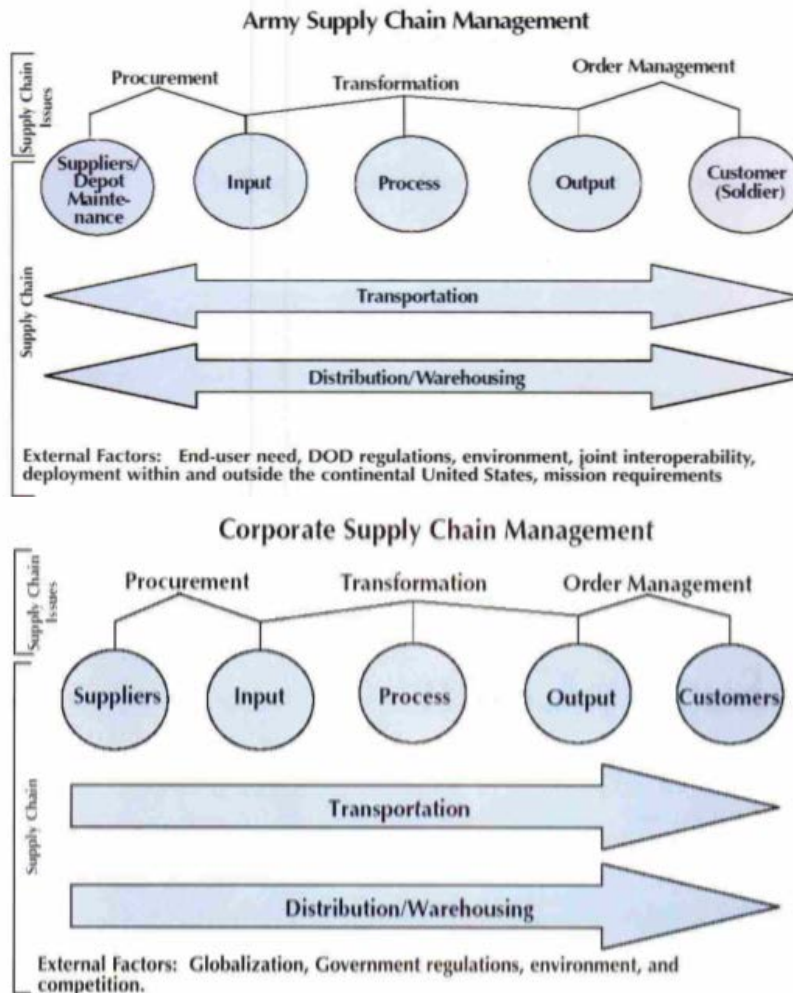 Army Supply Chain Management
Supply Chain
Issues
Procurement
Transformation
Order Management
Suppliers/
Depot
Mainte-
nance
Input
Process
Output
Customer
(Soldier)
Supply Chain
Transportation
Distribution/Warehousing
External Factors: End-user need, DOD regulations, environment, joint interoperability,
deployment within and outside the continental United States, mission requirements
Corporate Supply Chain Management
Supply Chain
Issues
Procurement
Transformation
Order Management
Suppliers
Input
Process
Output
Customers
Supply Chain
Transportation
Distribution/Warehousing
External Factors: Globalization, Government regulations, environment, and
competition.